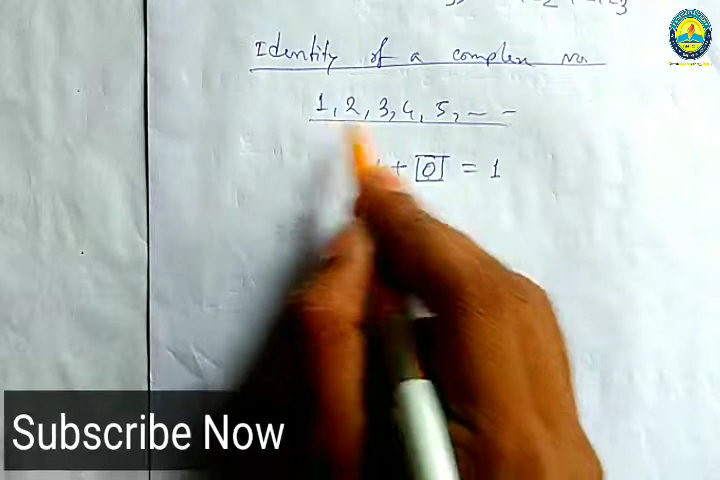 Identity of a complex no.
1, 2, 3, 4, 5, — -
+ 0 = 1
Subscribe Now